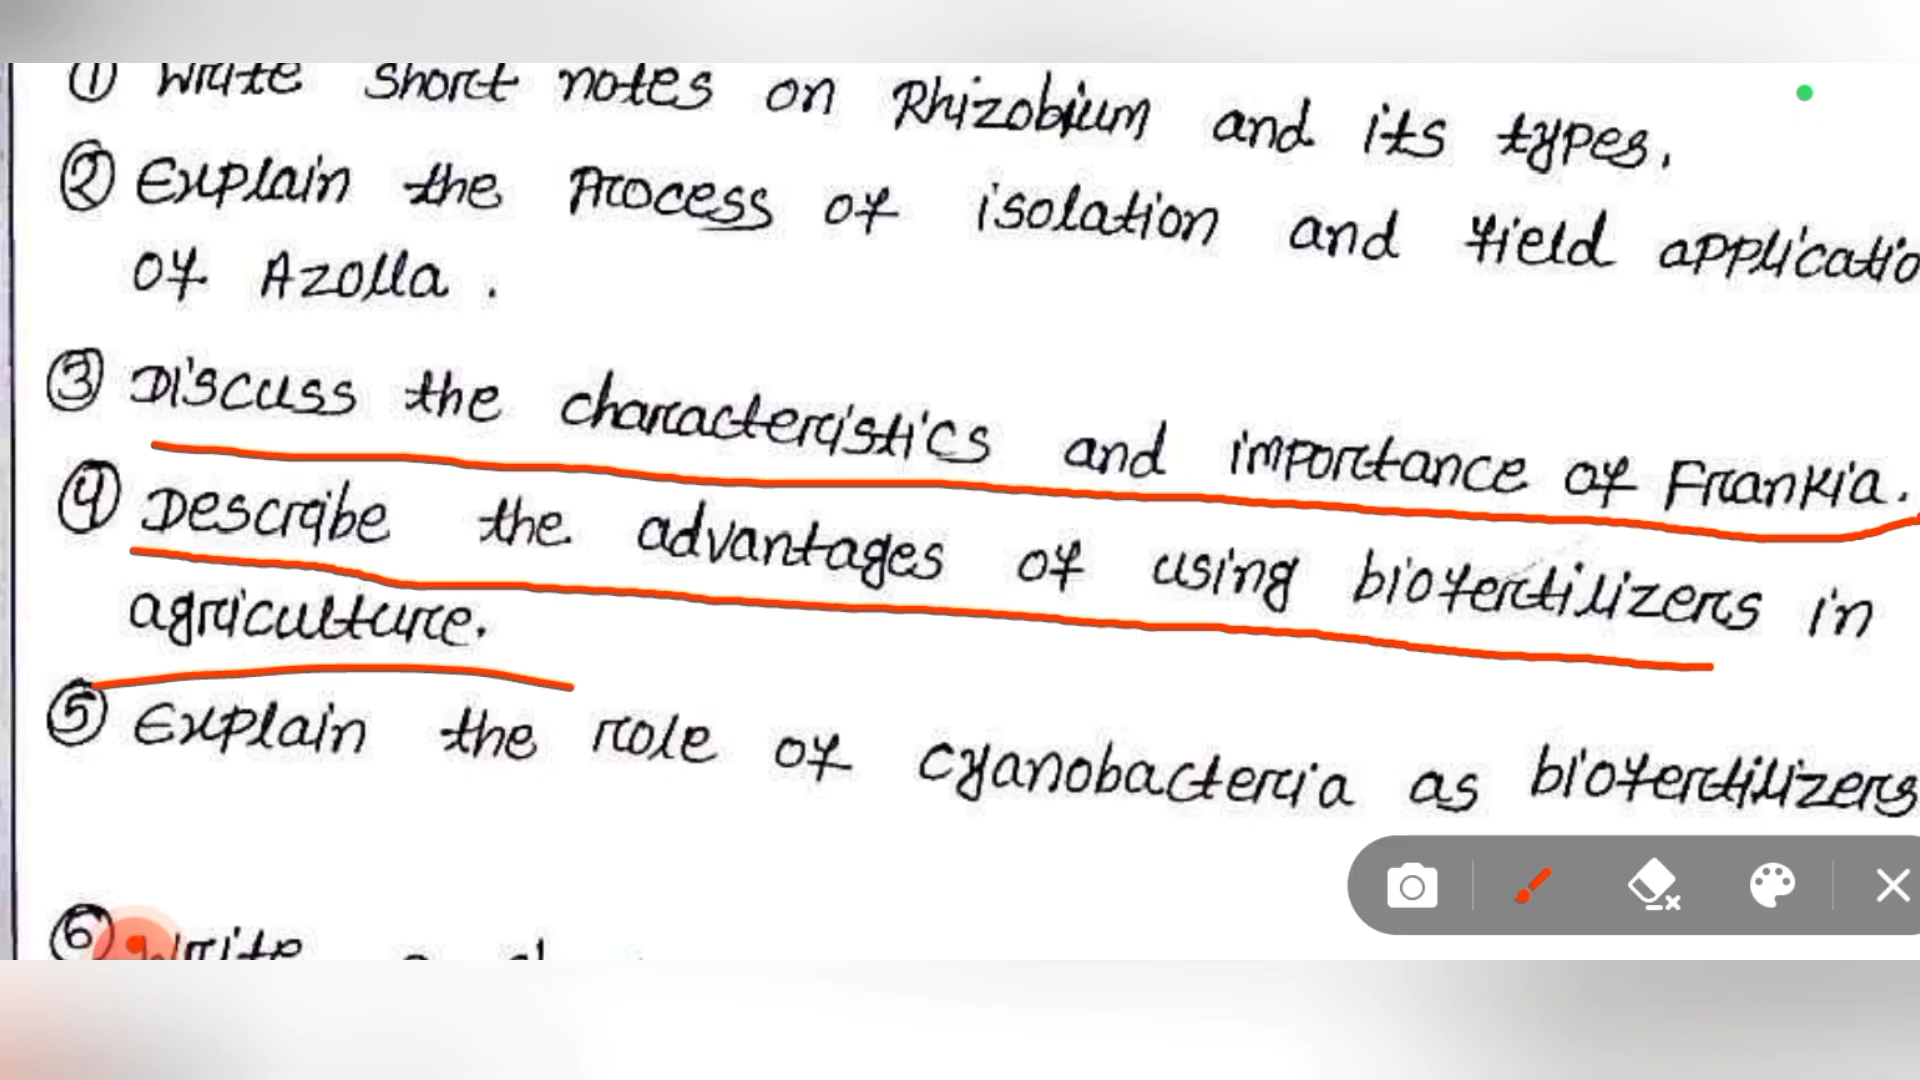 ① Write short notes on Rhizobium and its types.
② Explain the Process of isolation and field applicatio
of Azolla.
③ Discuss the characteristics and importance of Frankia.
④ Describe the advantages of using biofertilizers in
agriculture.
⑤ Explain the role of cyanobacteria as biofertilizers
⑥ Write a